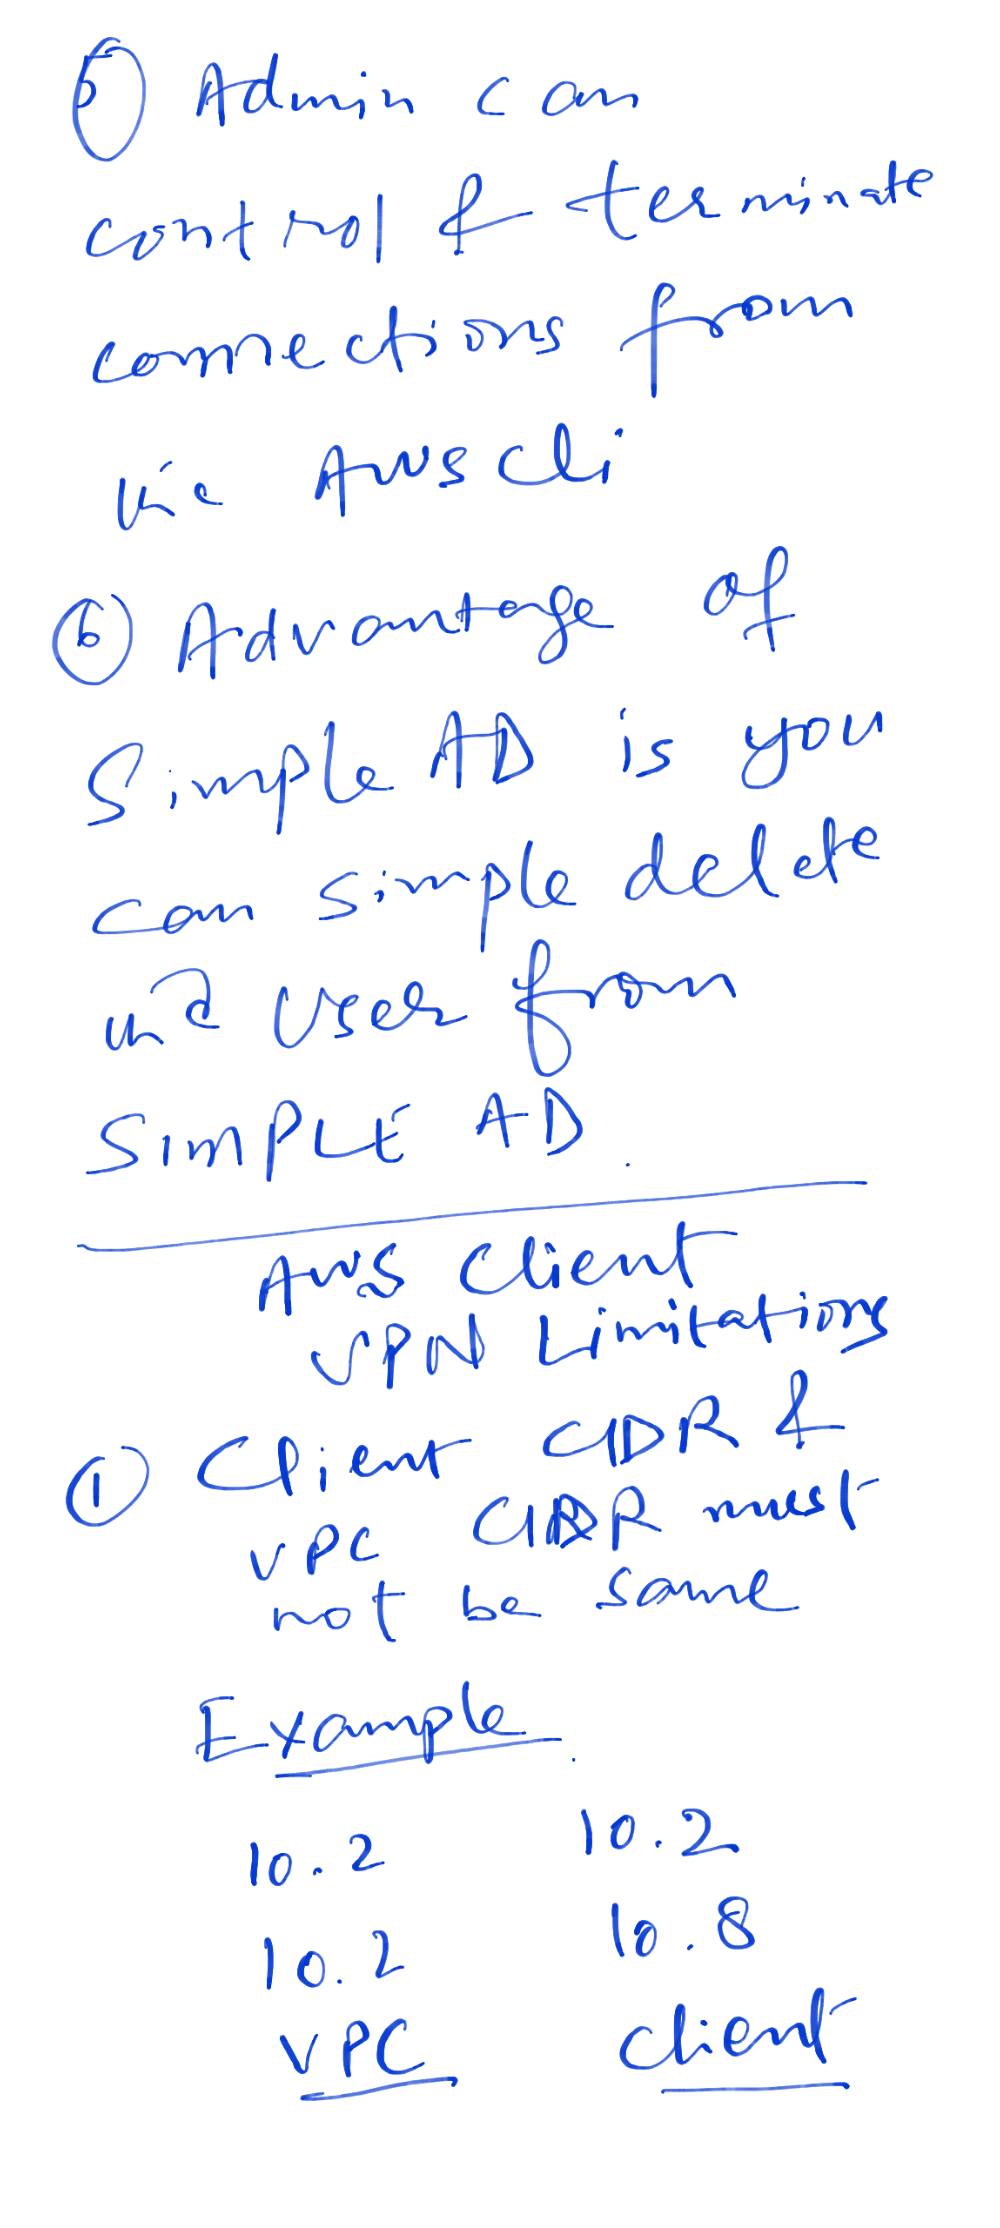 ⑤ Admin can
control & terminate
connections from
via AWS cli
⑥ Advantage of
Simple AD is you
can simple delete
User from
SIMPLE AD.
AWS Client
VPN Limitations
① Client CIDR &
VPC CIDR must
not be same
Example.
10.2 10.2
10.2 10.8
VPC client